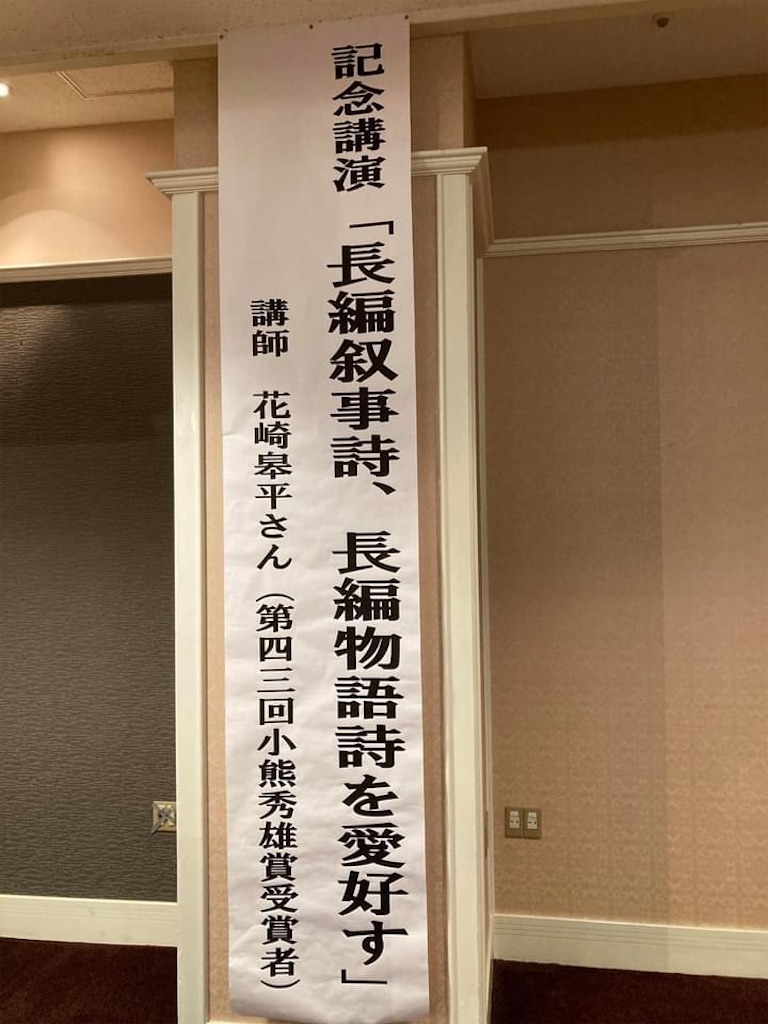 記念講演「長編叙事詩、長編物語詩を愛好す」
講師　花崎皋平さん（第四三回小熊秀雄賞受賞者）